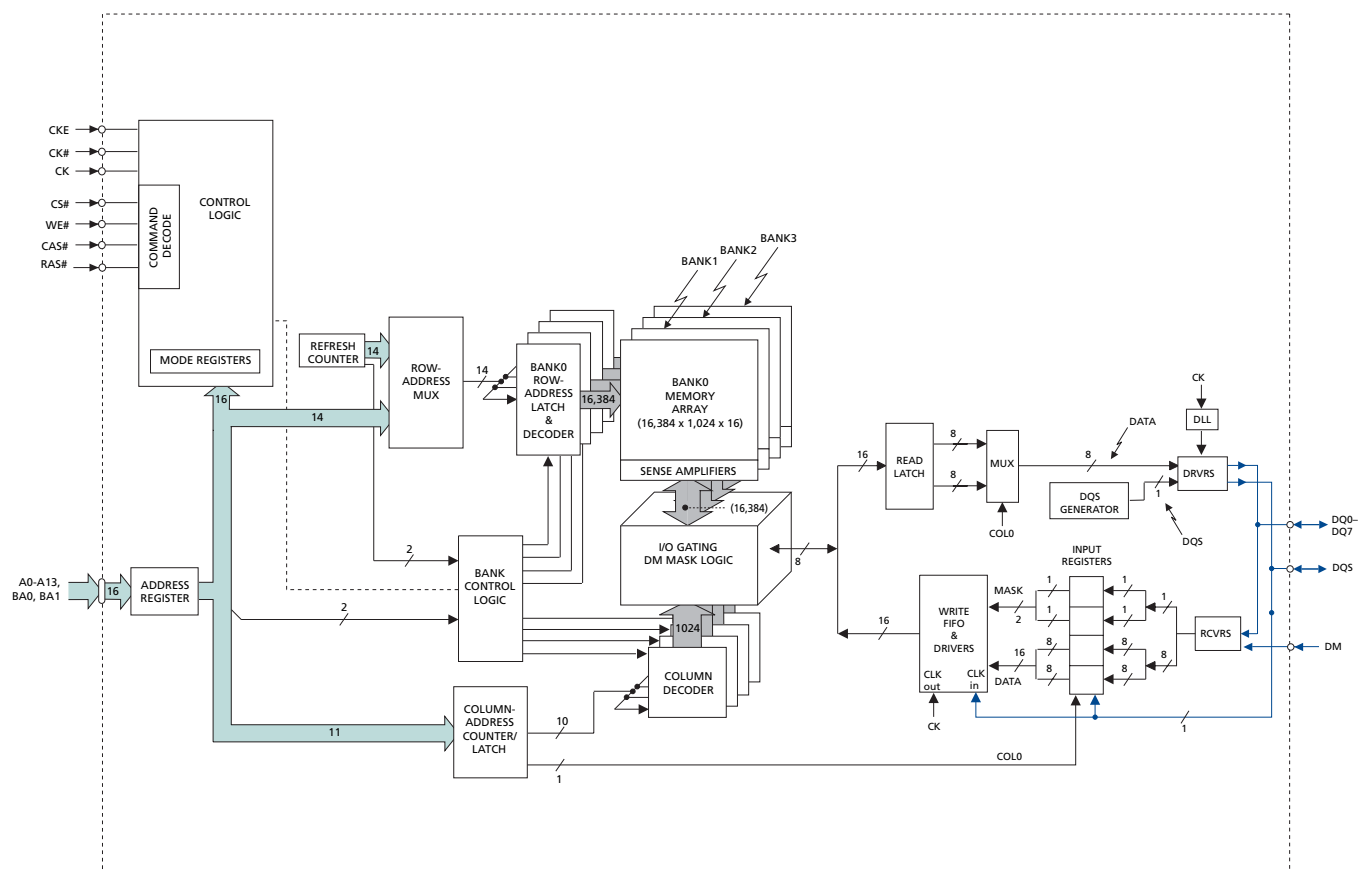 CKE
CK#
CK
CS#
WE#
CAS#
RAS#
COMMAND
DECODE
CONTROL
LOGIC
MODE REGISTERS
16
REFRESH
COUNTER
14
14
ROW-
ADDRESS
MUX
14
BANK0
ROW-
ADDRESS
LATCH
&
DECODER
16,384
BANK1
BANK2
BANK3
BANK0
MEMORY
ARRAY
(16,384 x 1,024 x 16)
SENSE AMPLIFIERS
(16,384)
I/O GATING
DM MASK LOGIC
8
2
BANK
CONTROL
LOGIC
2
A0-A13,
BA0, BA1
16
ADDRESS
REGISTER
11
COLUMN-
ADDRESS
COUNTER/
LATCH
10
1
1024
COLUMN
DECODER
COL0
16
READ
LATCH
8
8
MUX
COL0
8
DATA
DQS
GENERATOR
1
DQS
CK
DLL
DRVRS
DQ0–
DQ7
DQS
DM
RCVRS
INPUT
REGISTERS
16
WRITE
FIFO
&
DRIVERS
CLK
out
CLK
in
CK
MASK
2
16
DATA
1
1
8
8
1
1
8
8
1
8
1